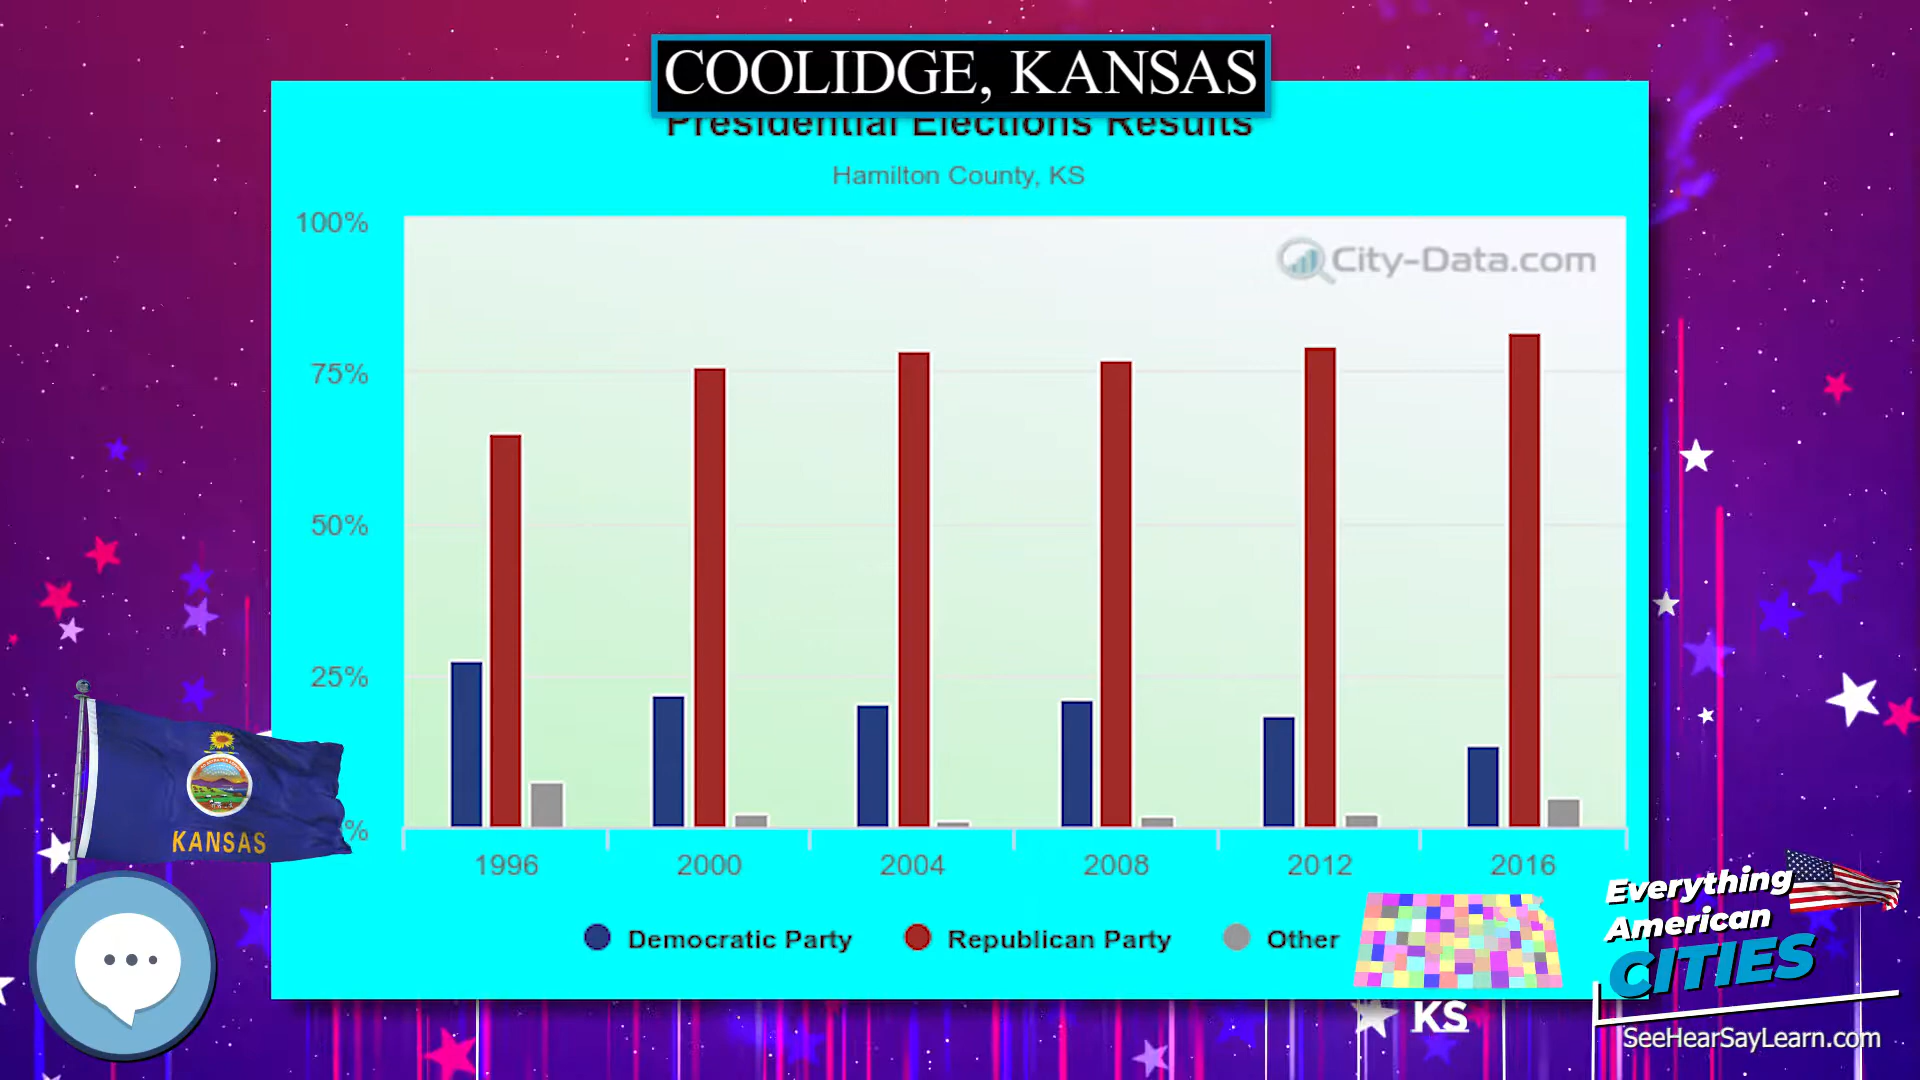 COOLIDGE, KANSAS
Presidential Elections Results
Hamilton County, KS
100%
City-Data.com
75%
50%
25%
%
KANSAS
1996 2000 2004 2008 2012 2016
Democratic Party Republican Party Other
Everything
American
CITIES
KS
SeeHearSayLearn.com